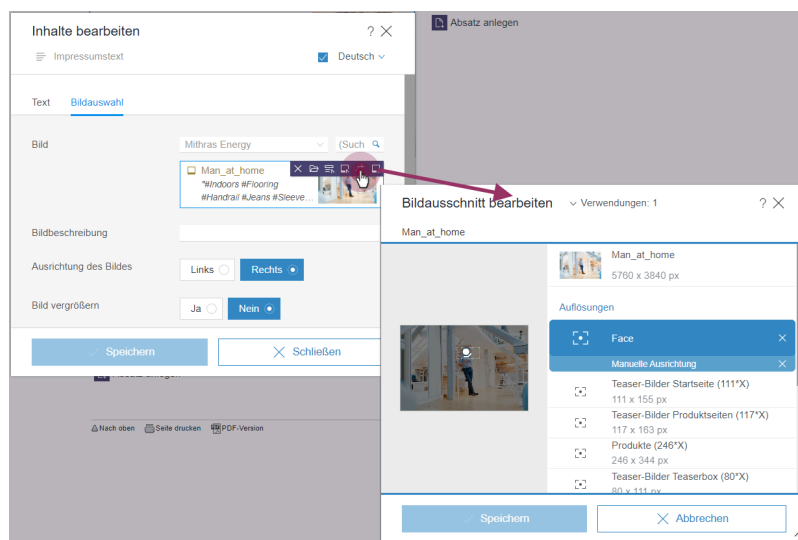 Absatz anlegen
Inhalte bearbeiten ?
Impressumstext Deutsch
Text Bildauswahl
Bild Mithras Energy (Such
Man_at_home
"#Indoors #Flooring
#Handrail #Jeans #Sleeve...
Bildbeschreibung
Ausrichtung des Bildes Links Rechts
Bild vergrößern Ja Nein
Speichern Schließen
Nach oben Seite drucken PDF-Version
Bildausschnitt bearbeiten Verwendungen: 1 ?
Man_at_home
Man_at_home
5760 x 3840 px
Auflösungen
Face
Manuelle Ausrichtung
Teaser-Bilder Startseite (111*X)
111 x 155 px
Teaser-Bilder Produktseiten (117*X)
117 x 163 px
Produkte (246*X)
246 x 344 px
Teaser-Bilder Teaserbox (80*X)
80 x 111 px
Speichern Abbrechen